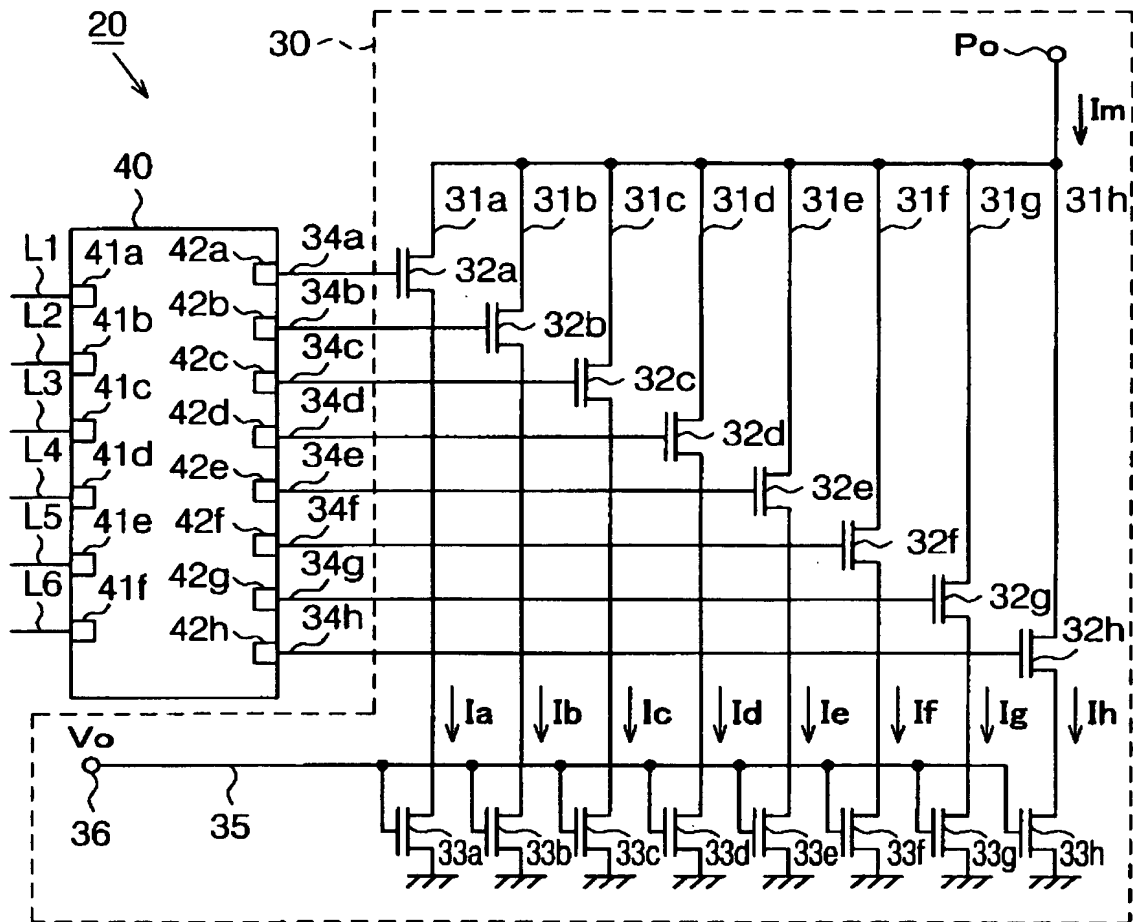 20
30
Po
Im
40
31a 31b 31c 31d 31e 31f 31g 31h
L1 41a 42a 34a 32a
L2 41b 42b 34b 32b
L3 41c 42c 34c 32c
L4 41d 42d 34d 32d
L5 41e 42e 34e 32e
L6 41f 42f 34f 32f
42g 34g 32g
42h 34h 32h
Ia Ib Ic Id Ie If Ig Ih
Vo
36 35
33a 33b 33c 33d 33e 33f 33g 33h